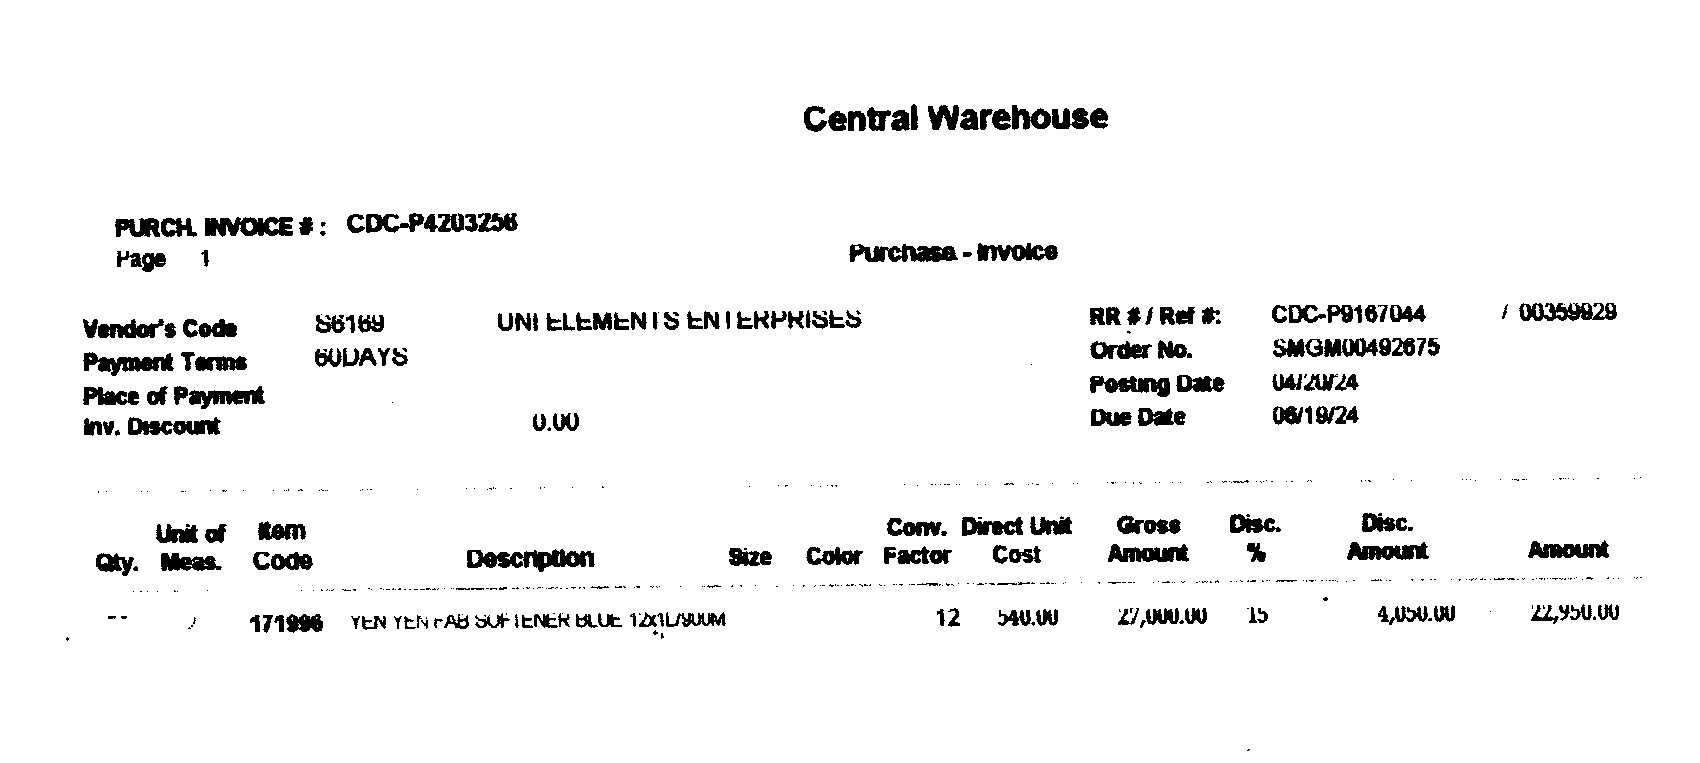 Central Warehouse
PURCH. INVOICE # : CDC-P4203256
Page 1
Purchase - Invoice
Vendor's Code S6169 UNI ELEMENTS ENTERPRISES
RR # / Ref #: CDC-P9167044 / 00359929
Payment Terms 60DAYS
Order No. SMGM00492675
Place of Payment
Posting Date 04/20/24
Inv. Discount 0.00
Due Date 06/19/24
Qty. Unit of Meas. Item Code Description Size Color Conv. Factor Direct Unit Cost Gross Amount Disc. % Disc. Amount Amount
171996 YEN YEN FAB SOFTENER BLUE 12x1L/900M 12 540.00 27,000.00 15 4,050.00 22,950.00